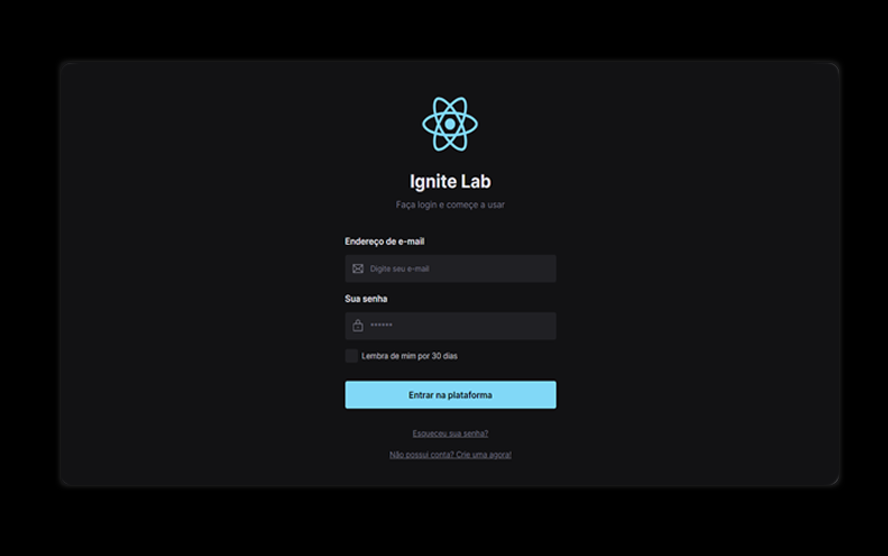 Ignite Lab
Faça login e começe a usar
Endereço de e-mail
Digite seu e-mail
Sua senha
******
Lembra de mim por 30 dias
Entrar na plataforma
Esqueceu sua senha?
Não possui conta? Crie uma agora!